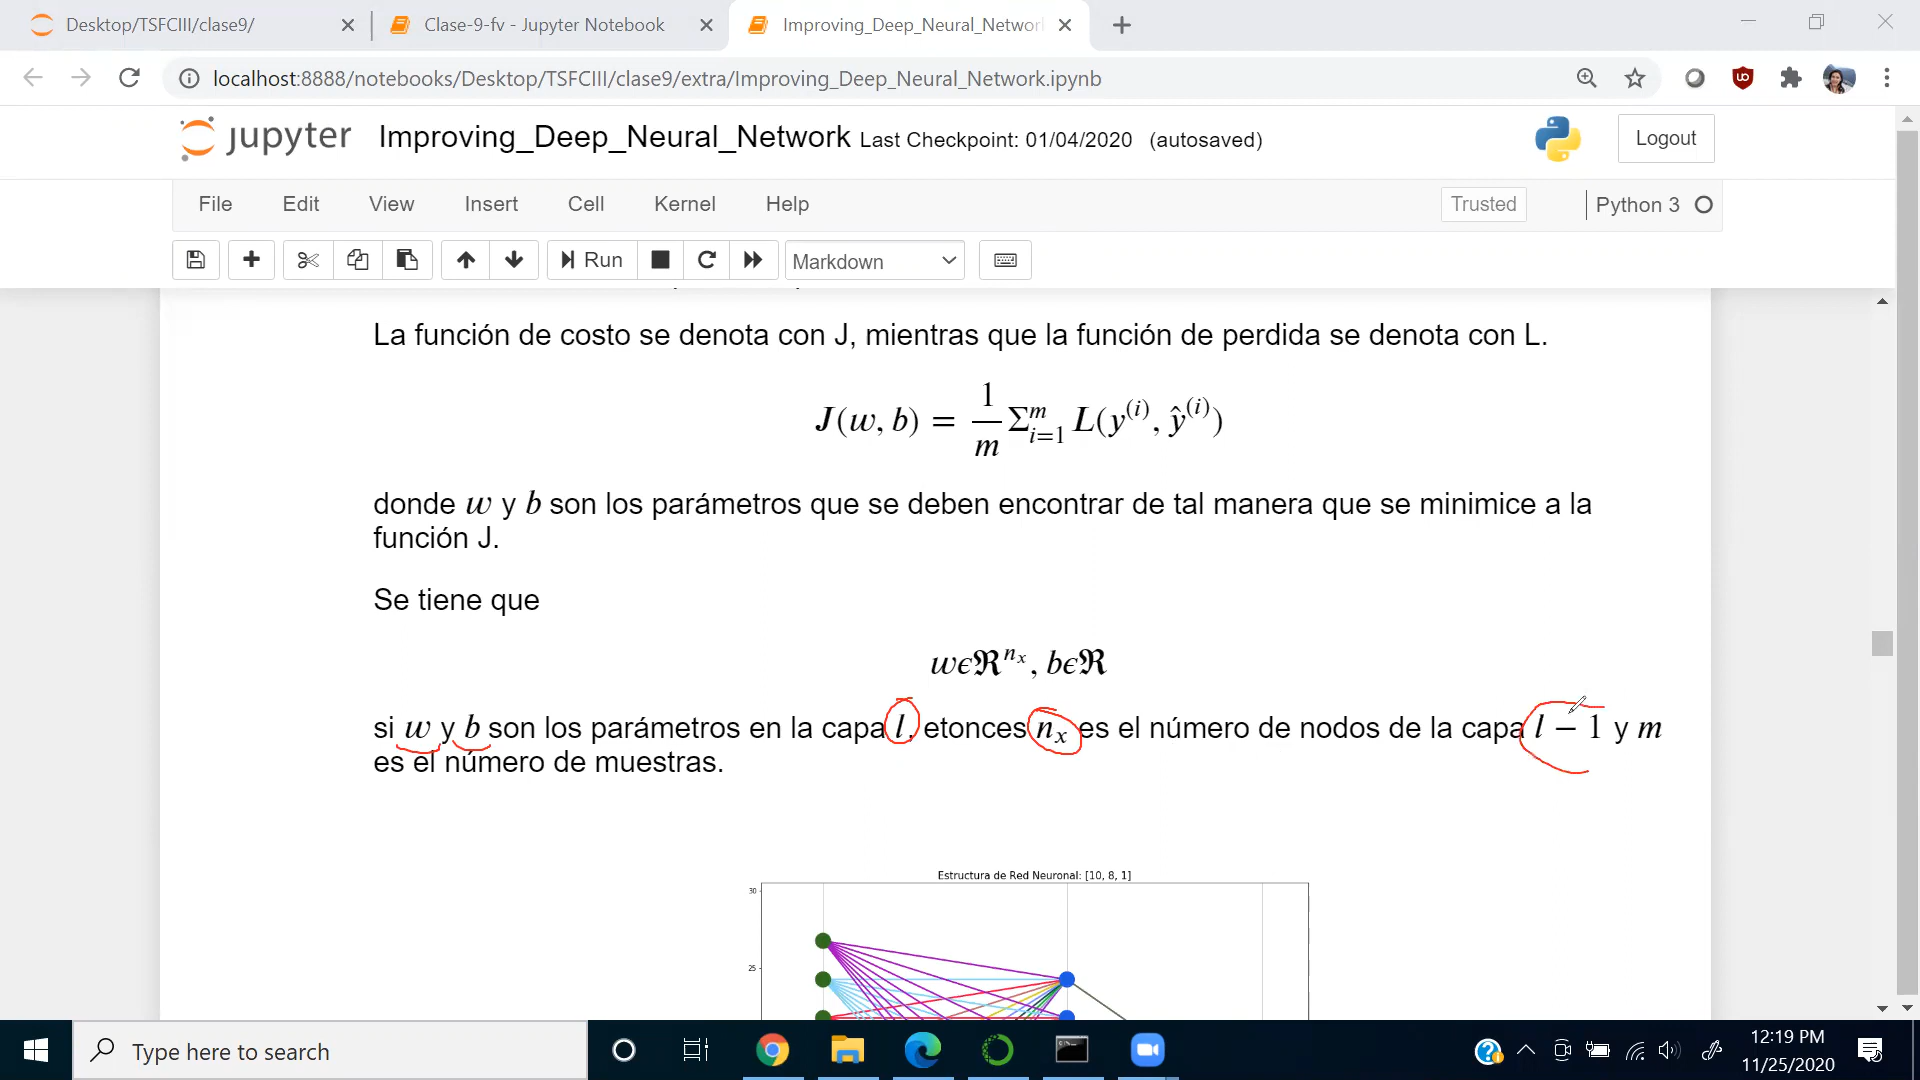 Desktop/TSFCIII/clase9/
Clase-9-fv - Jupyter Notebook
Improving_Deep_Neural_Networ
localhost:8888/notebooks/Desktop/TSFCIII/clase9/extra/Improving_Deep_Neural_Network.ipynb
jupyter Improving_Deep_Neural_Network Last Checkpoint: 01/04/2020 (autosaved)
Logout
File Edit View Insert Cell Kernel Help
Trusted
Python 3
Run
Markdown
La función de costo se denota con J, mientras que la función de perdida se denota con L.
J(w, b) = 1/m Σ_{i=1}^{m} L(y^{(i)}, ŷ^{(i)})
donde w y b son los parámetros que se deben encontrar de tal manera que se minimice a la
función J.
Se tiene que
wϵℜ^{n_x}, bϵℜ
si w y b son los parámetros en la capa l, etonces n_x es el número de nodos de la capa l − 1 y m
es el número de muestras.
Estructura de Red Neuronal: [10, 8, 1]
30
25
Type here to search
12:19 PM
11/25/2020